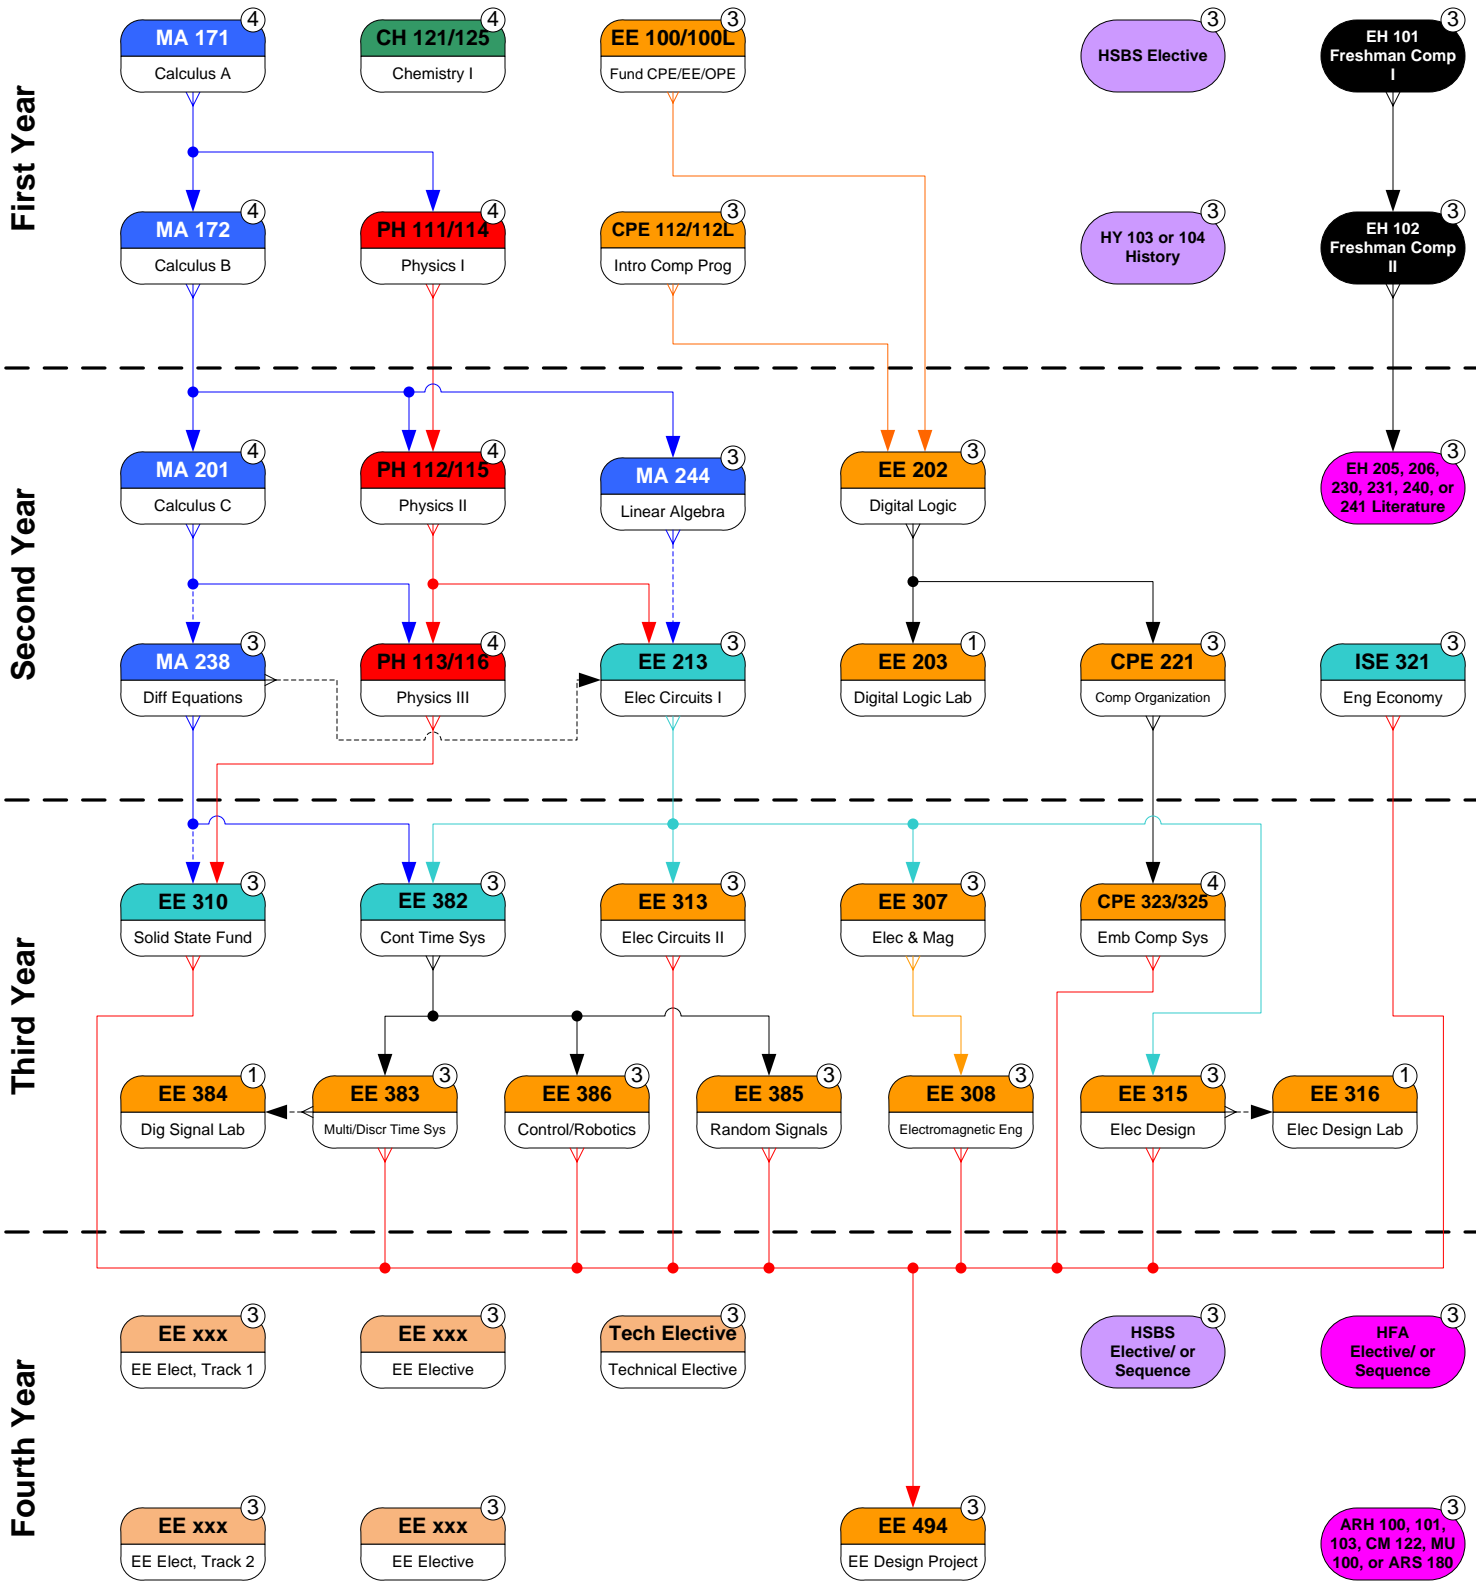 First Year
4
MA 171
Calculus A
4
CH 121/125
Chemistry I
3
EE 100/100L
Fund CPE/EE/OPE
3
HSBS Elective
3
EH 101
Freshman Comp
I
4
MA 172
Calculus B
4
PH 111/114
Physics I
3
CPE 112/112L
Intro Comp Prog
3
HY 103 or 104
History
3
EH 102
Freshman Comp
II
Second Year
4
MA 201
Calculus C
4
PH 112/115
Physics II
3
MA 244
Linear Algebra
3
EE 202
Digital Logic
3
EH 205, 206,
230, 231, 240, or
241 Literature
3
MA 238
Diff Equations
4
PH 113/116
Physics III
3
EE 213
Elec Circuits I
1
EE 203
Digital Logic Lab
3
CPE 221
Comp Organization
3
ISE 321
Eng Economy
Third Year
3
EE 310
Solid State Fund
3
EE 382
Cont Time Sys
3
EE 313
Elec Circuits II
3
EE 307
Elec & Mag
4
CPE 323/325
Emb Comp Sys
1
EE 384
Dig Signal Lab
3
EE 383
Multi/Discr Time Sys
3
EE 386
Control/Robotics
3
EE 385
Random Signals
3
EE 308
Electromagnetic Eng
3
EE 315
Elec Design
1
EE 316
Elec Design Lab
Fourth Year
3
EE xxx
EE Elect, Track 1
3
EE xxx
EE Elective
3
Tech Elective
Technical Elective
3
HSBS
Elective/ or
Sequence
3
HFA
Elective/ or
Sequence
3
EE xxx
EE Elect, Track 2
3
EE xxx
EE Elective
3
EE 494
EE Design Project
3
ARH 100, 101,
103, CM 122, MU
100, or ARS 180